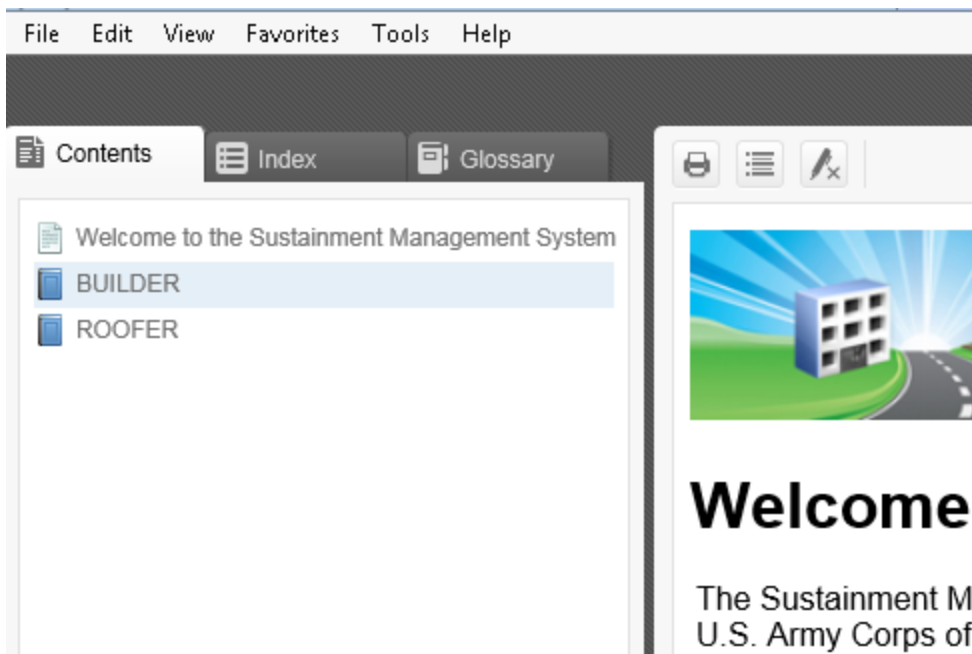 File Edit View Favorites Tools Help
Contents Index Glossary
Welcome to the Sustainment Management System
BUILDER
ROOFER
Welcome
The Sustainment M
U.S. Army Corps of